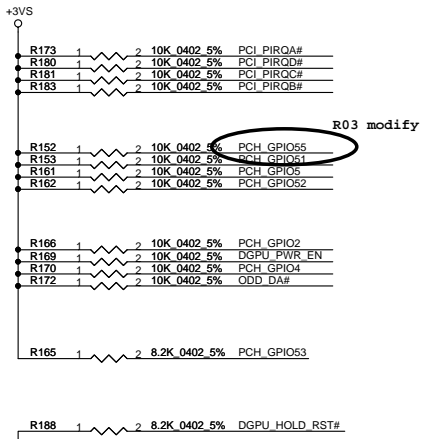 +3VS
R173 1 2 10K_0402_5% PCI_PIRQA#
R180 1 2 10K_0402_5% PCI_PIRQD#
R181 1 2 10K_0402_5% PCI_PIRQC#
R183 1 2 10K_0402_5% PCI_PIRQB#
R03 modify
R152 1 2 10K_0402_5% PCH_GPIO55
R153 1 2 10K_0402_5% PCH_GPIO51
R161 1 2 10K_0402_5% PCH_GPIO5
R162 1 2 10K_0402_5% PCH_GPIO52
R166 1 2 10K_0402_5% PCH_GPIO2
R169 1 2 10K_0402_5% DGPU_PWR_EN
R170 1 2 10K_0402_5% PCH_GPIO4
R172 1 2 10K_0402_5% ODD_DA#
R165 1 2 8.2K_0402_5% PCH_GPIO53
R188 1 2 8.2K_0402_5% DGPU_HOLD_RST#